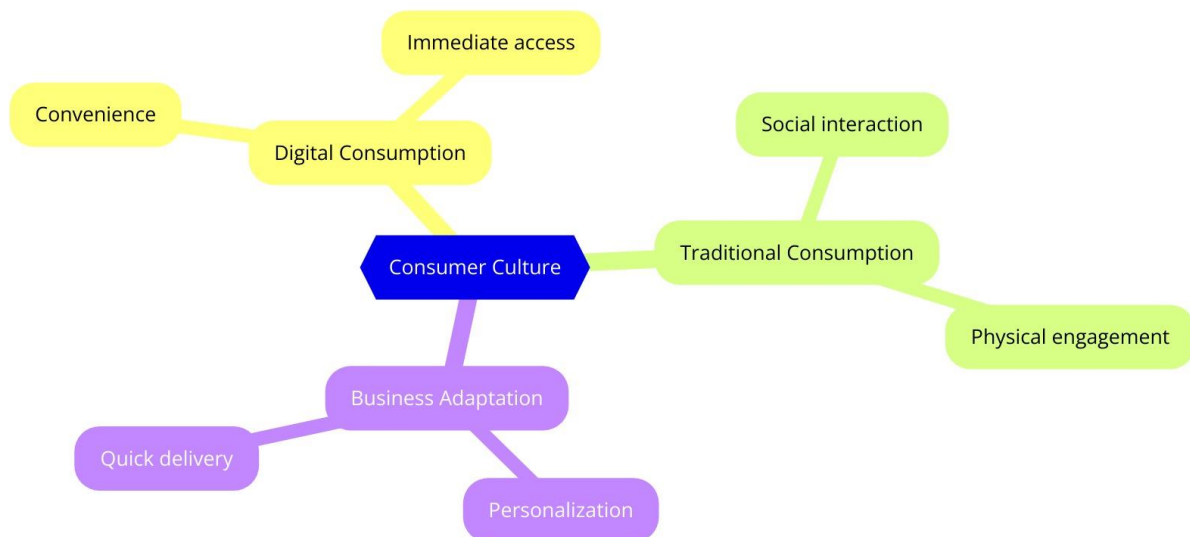 Immediate access
Convenience
Digital Consumption
Social interaction
Consumer Culture
Traditional Consumption
Physical engagement
Business Adaptation
Quick delivery
Personalization